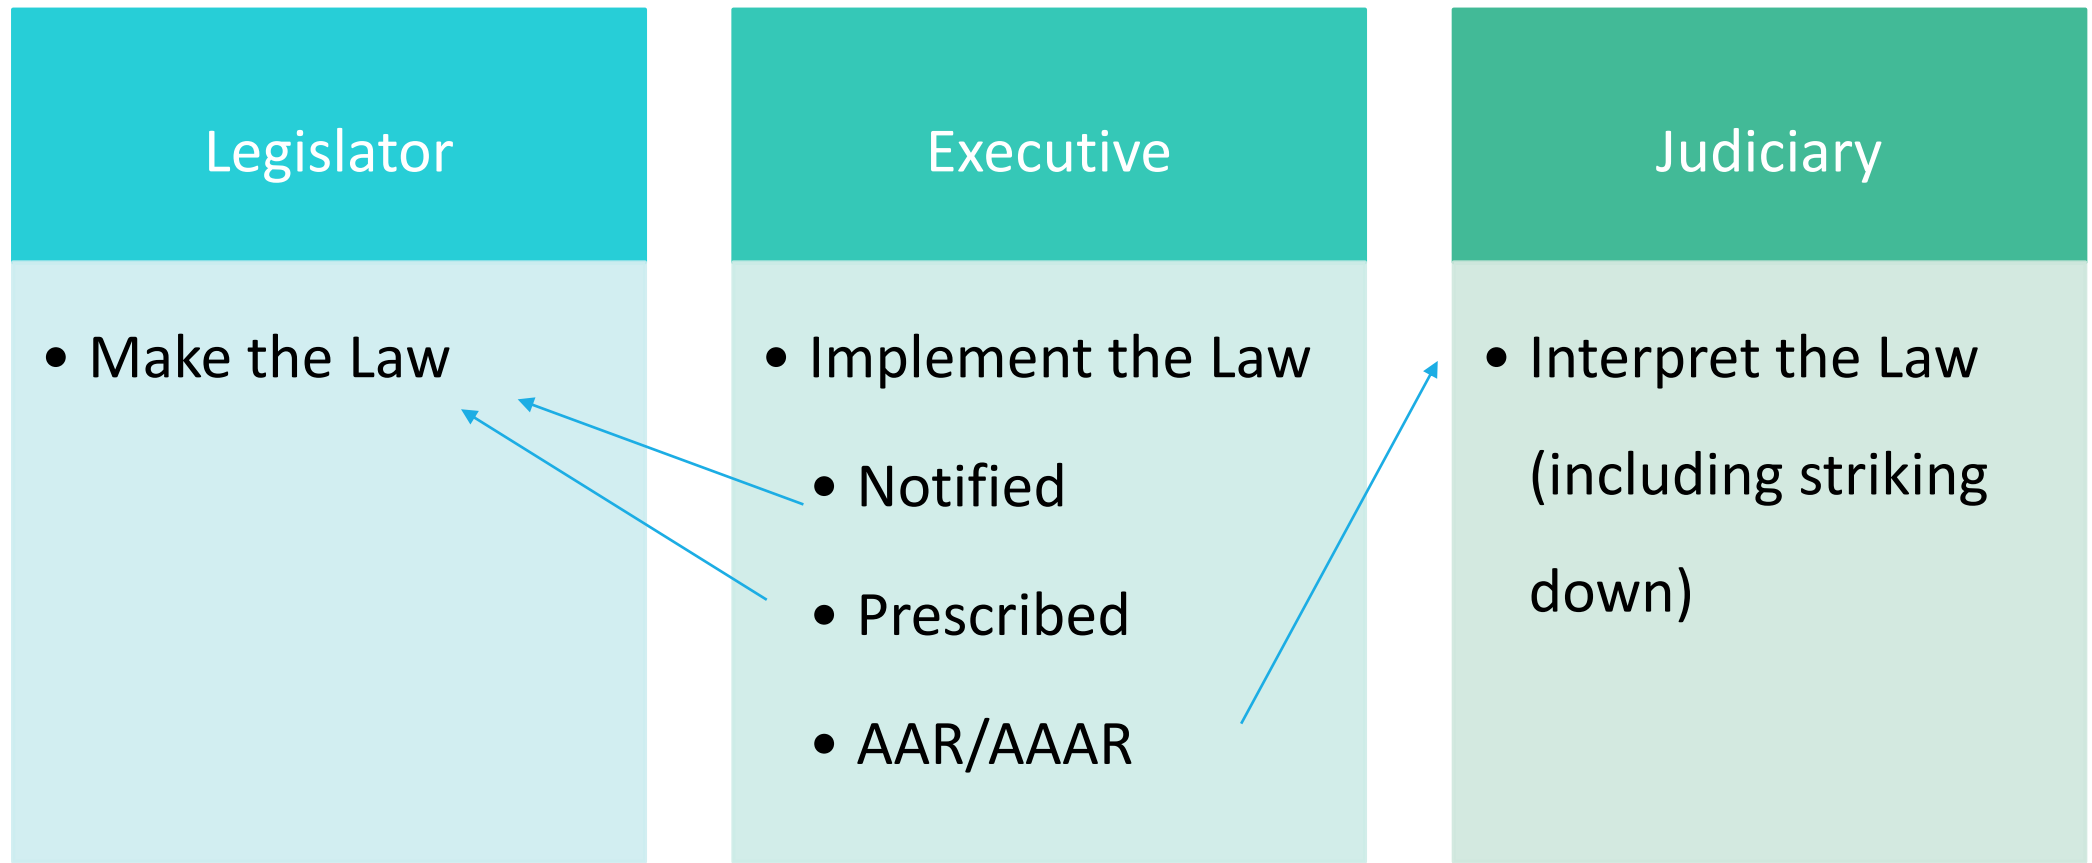 Legislator
• Make the Law
Executive
• Implement the Law
• Notified
• Prescribed
• AAR/AAAR
Judiciary
• Interpret the Law
(including striking
down)